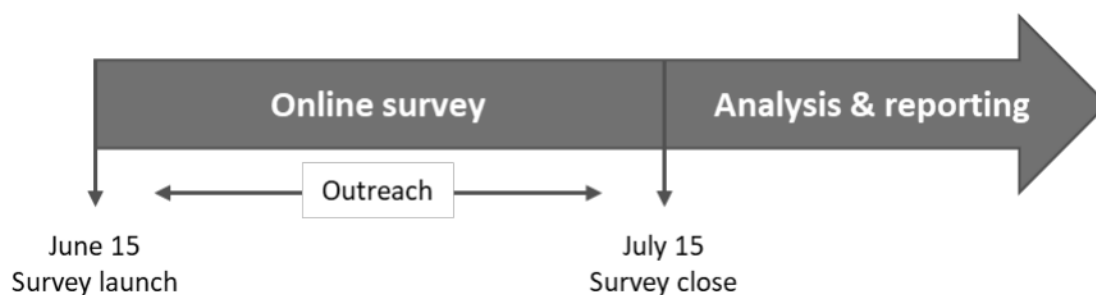 Online survey
Analysis & reporting
Outreach
June 15
Survey launch
July 15
Survey close